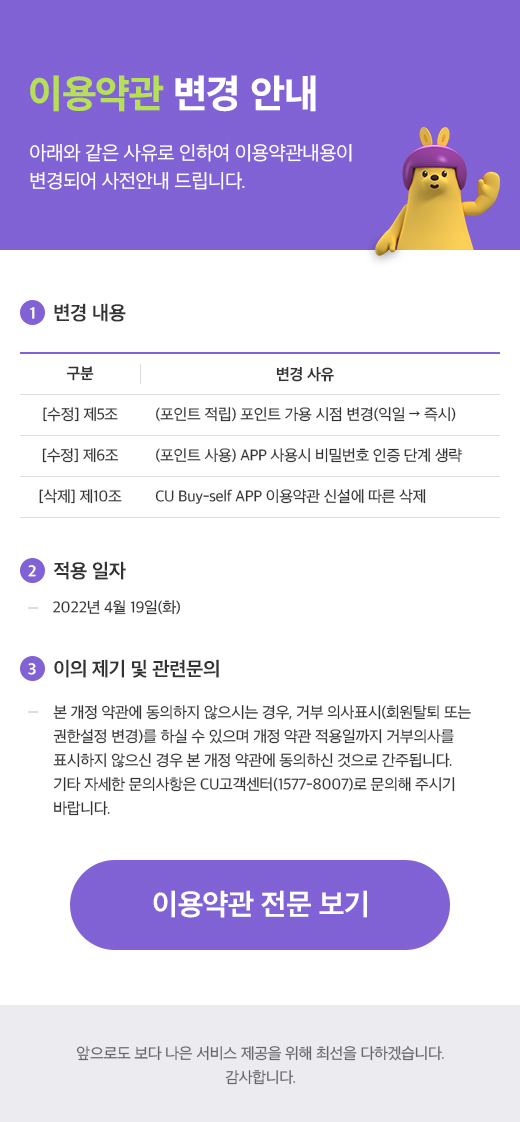 이용약관 변경 안내
아래와 같은 사유로 인하여 이용약관내용이
변경되어 사전안내 드립니다.
1 변경 내용
구분 변경 사유
[수정] 제5조 (포인트 적립) 포인트 가용 시점 변경(익일 → 즉시)
[수정] 제6조 (포인트 사용) APP 사용시 비밀번호 인증 단계 생략
[삭제] 제10조 CU Buy-self APP 이용약관 신설에 따른 삭제
2 적용 일자
— 2022년 4월 19일(화)
3 이의 제기 및 관련문의
— 본 개정 약관에 동의하지 않으시는 경우, 거부 의사표시(회원탈퇴 또는
권한설정 변경)를 하실 수 있으며 개정 약관 적용일까지 거부의사를
표시하지 않으신 경우 본 개정 약관에 동의하신 것으로 간주됩니다.
기타 자세한 문의사항은 CU고객센터(1577-8007)로 문의해 주시기
바랍니다.
이용약관 전문 보기
앞으로도 보다 나은 서비스 제공을 위해 최선을 다하겠습니다.
감사합니다.